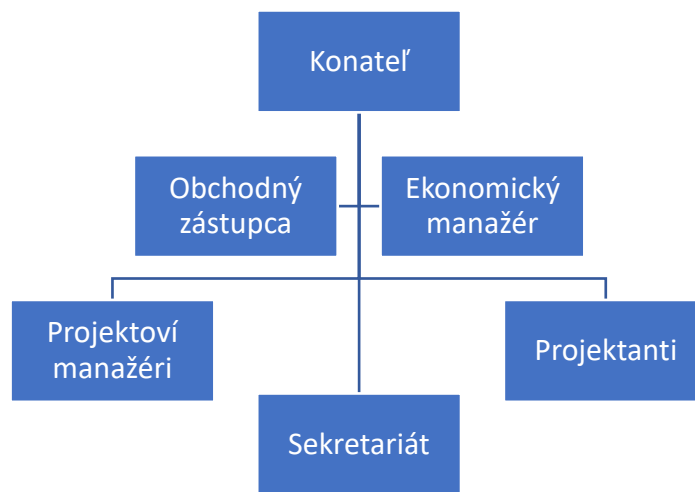 Konateľ
Obchodný
zástupca
Ekonomický
manažér
Projektoví
manažéri
Projektanti
Sekretariát